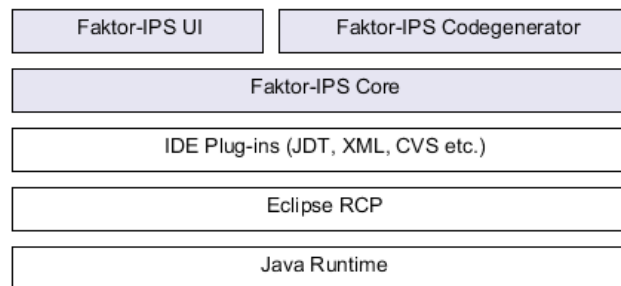 Faktor-IPS UI
Faktor-IPS Codegenerator
Faktor-IPS Core
IDE Plug-ins (JDT, XML, CVS etc.)
Eclipse RCP
Java Runtime